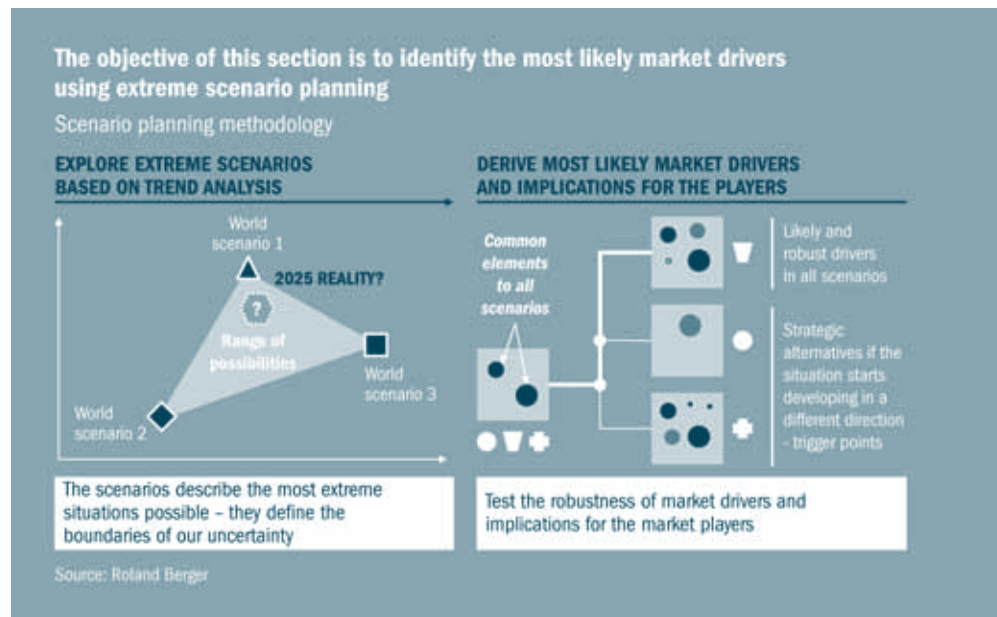 The objective of this section is to identify the most likely market drivers
using extreme scenario planning
Scenario planning methodology
EXPLORE EXTREME SCENARIOS
BASED ON TREND ANALYSIS
World
scenario 1
2025 REALITY?
?
Range of
possibilities
World
scenario 2
World
scenario 3
The scenarios describe the most extreme
situations possible – they define the
boundaries of our uncertainty
DERIVE MOST LIKELY MARKET DRIVERS
AND IMPLICATIONS FOR THE PLAYERS
Common
elements
to all
scenarios
Likely and
robust drivers
in all scenarios
Strategic
alternatives if the
situation starts
developing in a
different direction
- trigger points
Test the robustness of market drivers and
implications for the market players
Source: Roland Berger